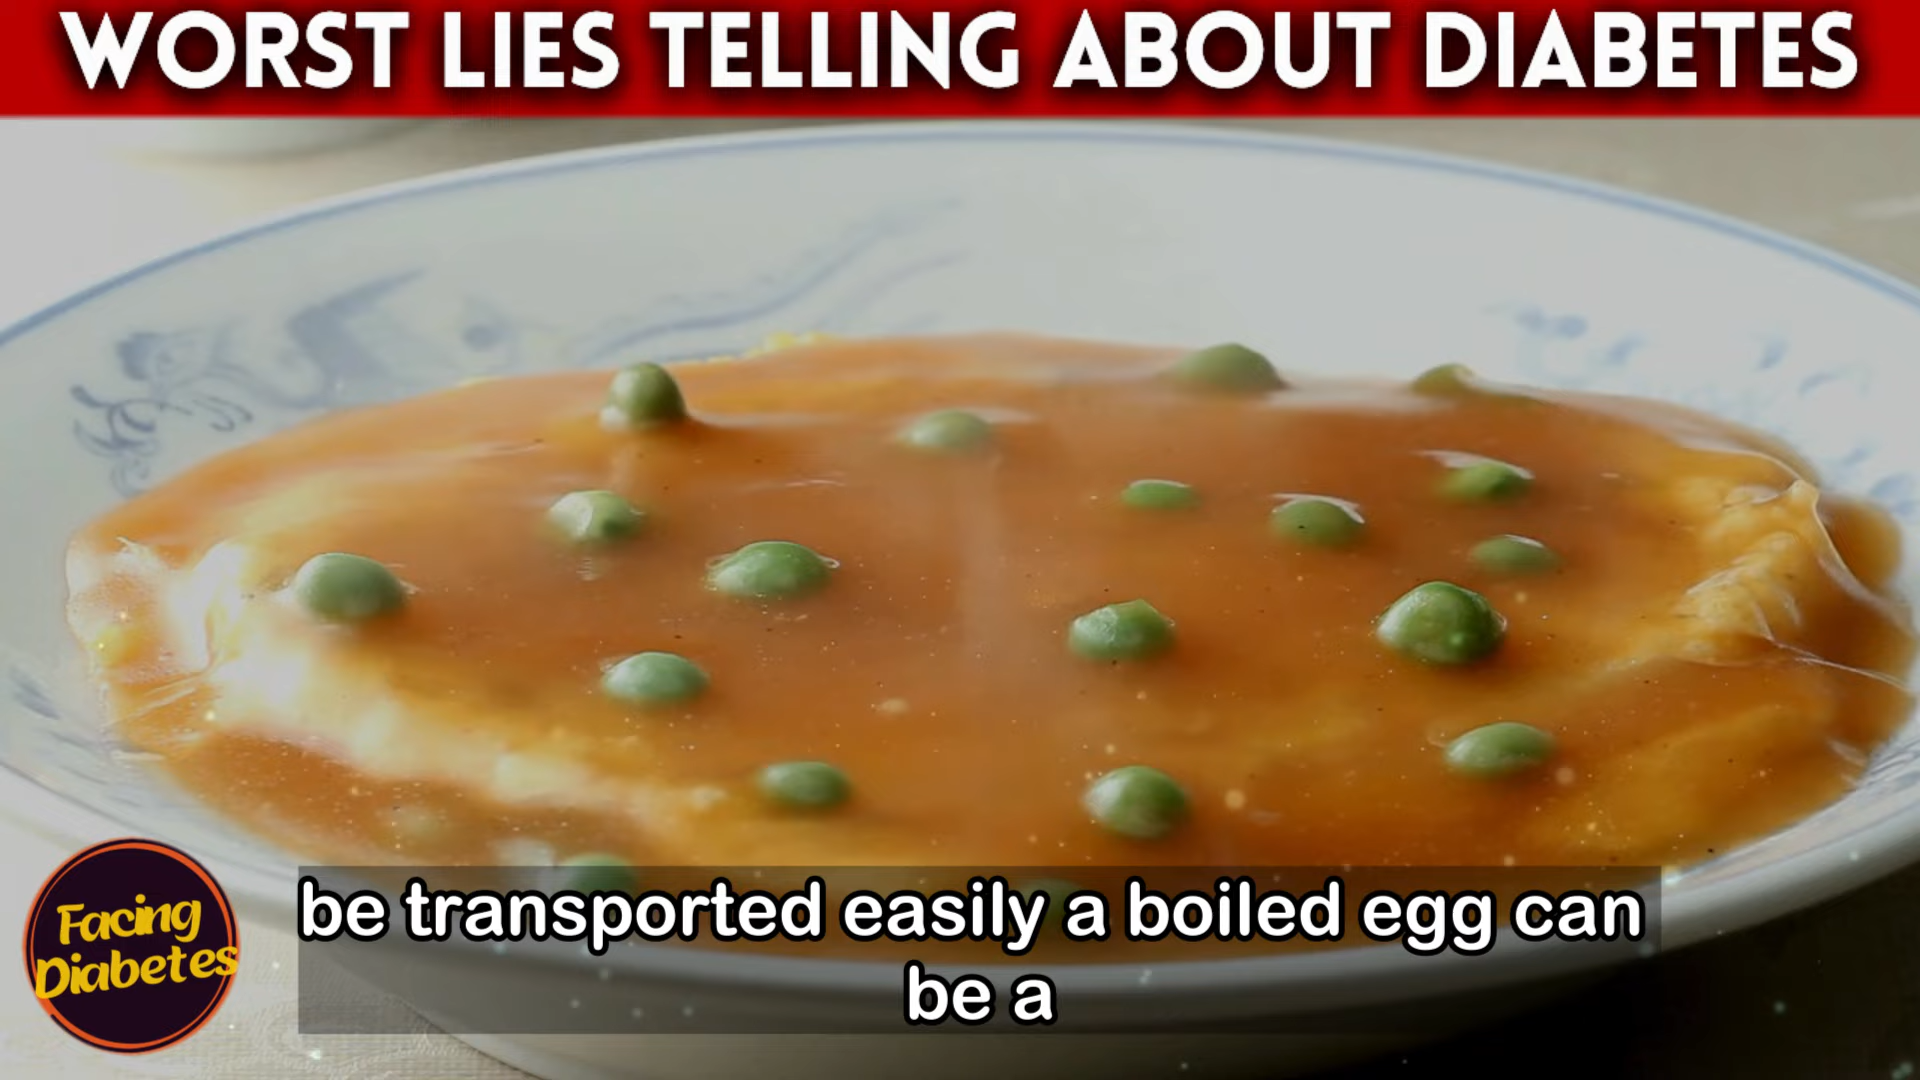 WORST LIES TELLING ABOUT DIABETES
Facing
Diabetes
be transported easily a boiled egg can
be a